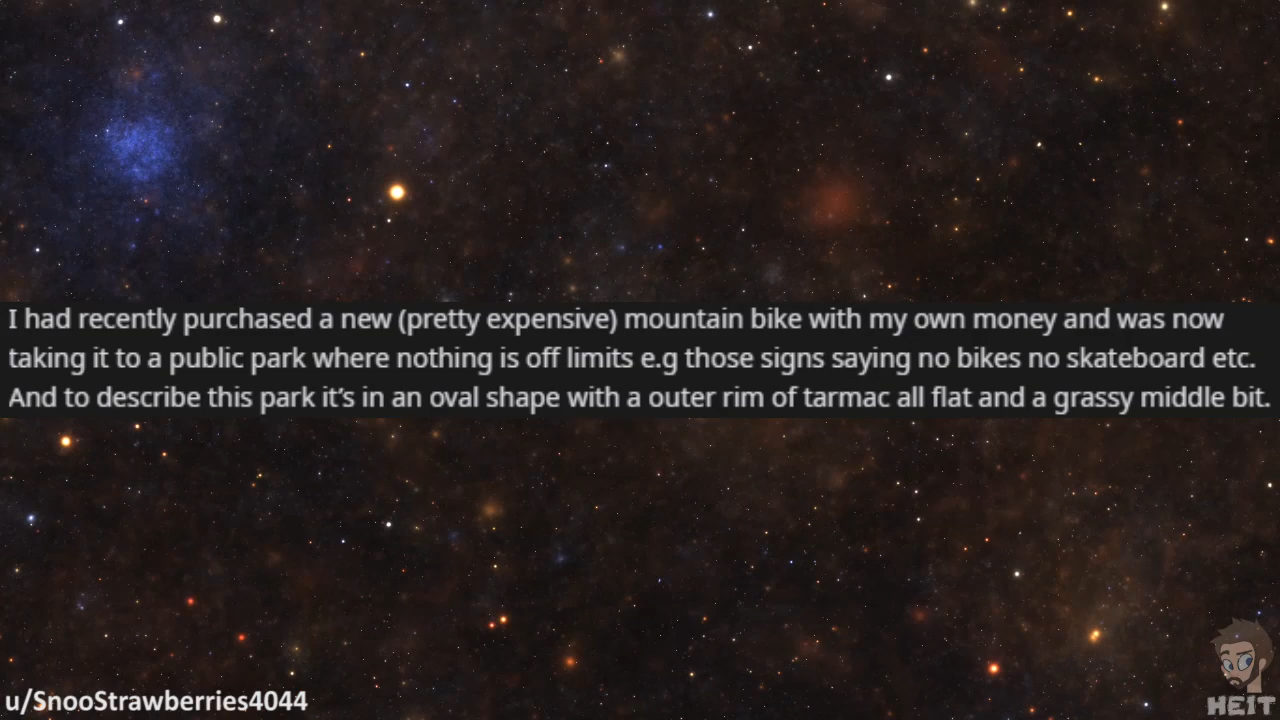 I had recently purchased a new (pretty expensive) mountain bike with my own money and was now
taking it to a public park where nothing is off limits e.g those signs saying no bikes no skateboard etc.
And to describe this park it’s in an oval shape with a outer rim of tarmac all flat and a grassy middle bit.
u/SnooStrawberries4044
HEIT